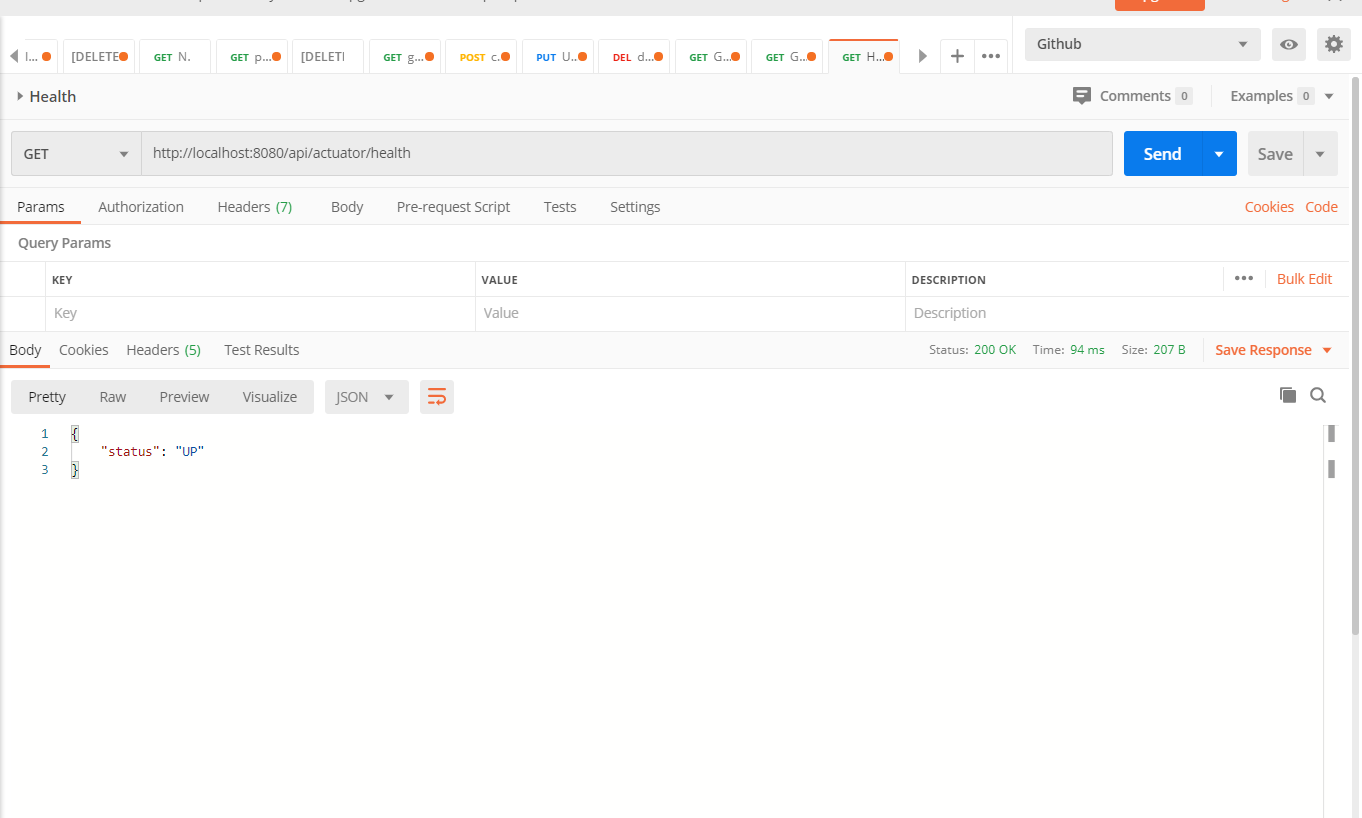 I... [DELETE GET N. GET p... [DELETI GET g... POST c. PUT U.. DEL d... GET G... GET G... GET H...
Github
Health
Comments 0 Examples 0
GET http://localhost:8080/api/actuator/health Send Save
Params Authorization Headers (7) Body Pre-request Script Tests Settings Cookies Code
Query Params
KEY VALUE DESCRIPTION Bulk Edit
Key Value Description
Body Cookies Headers (5) Test Results Status: 200 OK Time: 94 ms Size: 207 B Save Response
Pretty Raw Preview Visualize JSON
1 {
2 "status": "UP"
3 }